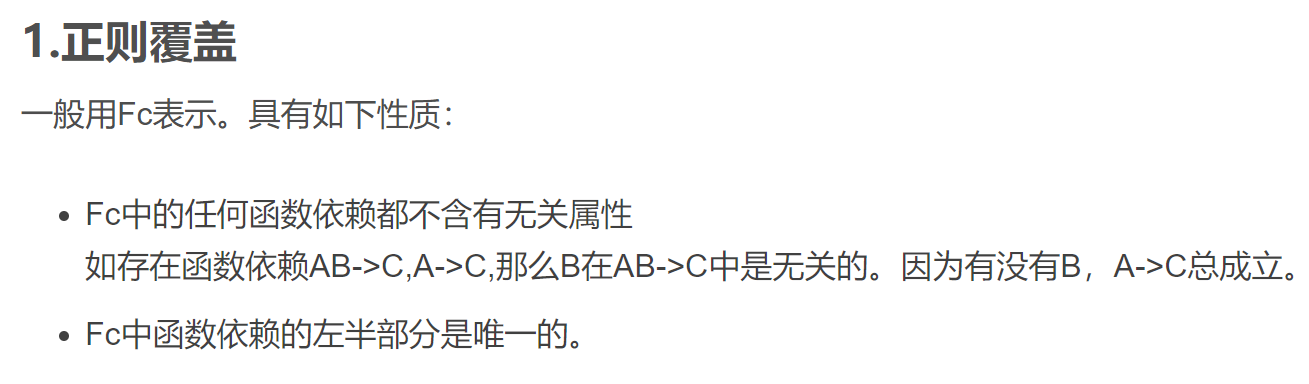 1.正则覆盖
一般用Fc表示。具有如下性质：
Fc中的任何函数依赖都不含有无关属性
如存在函数依赖AB->C,A->C,那么B在AB->C中是无关的。因为有没有B，A->C总成立。
Fc中函数依赖的左半部分是唯一的。